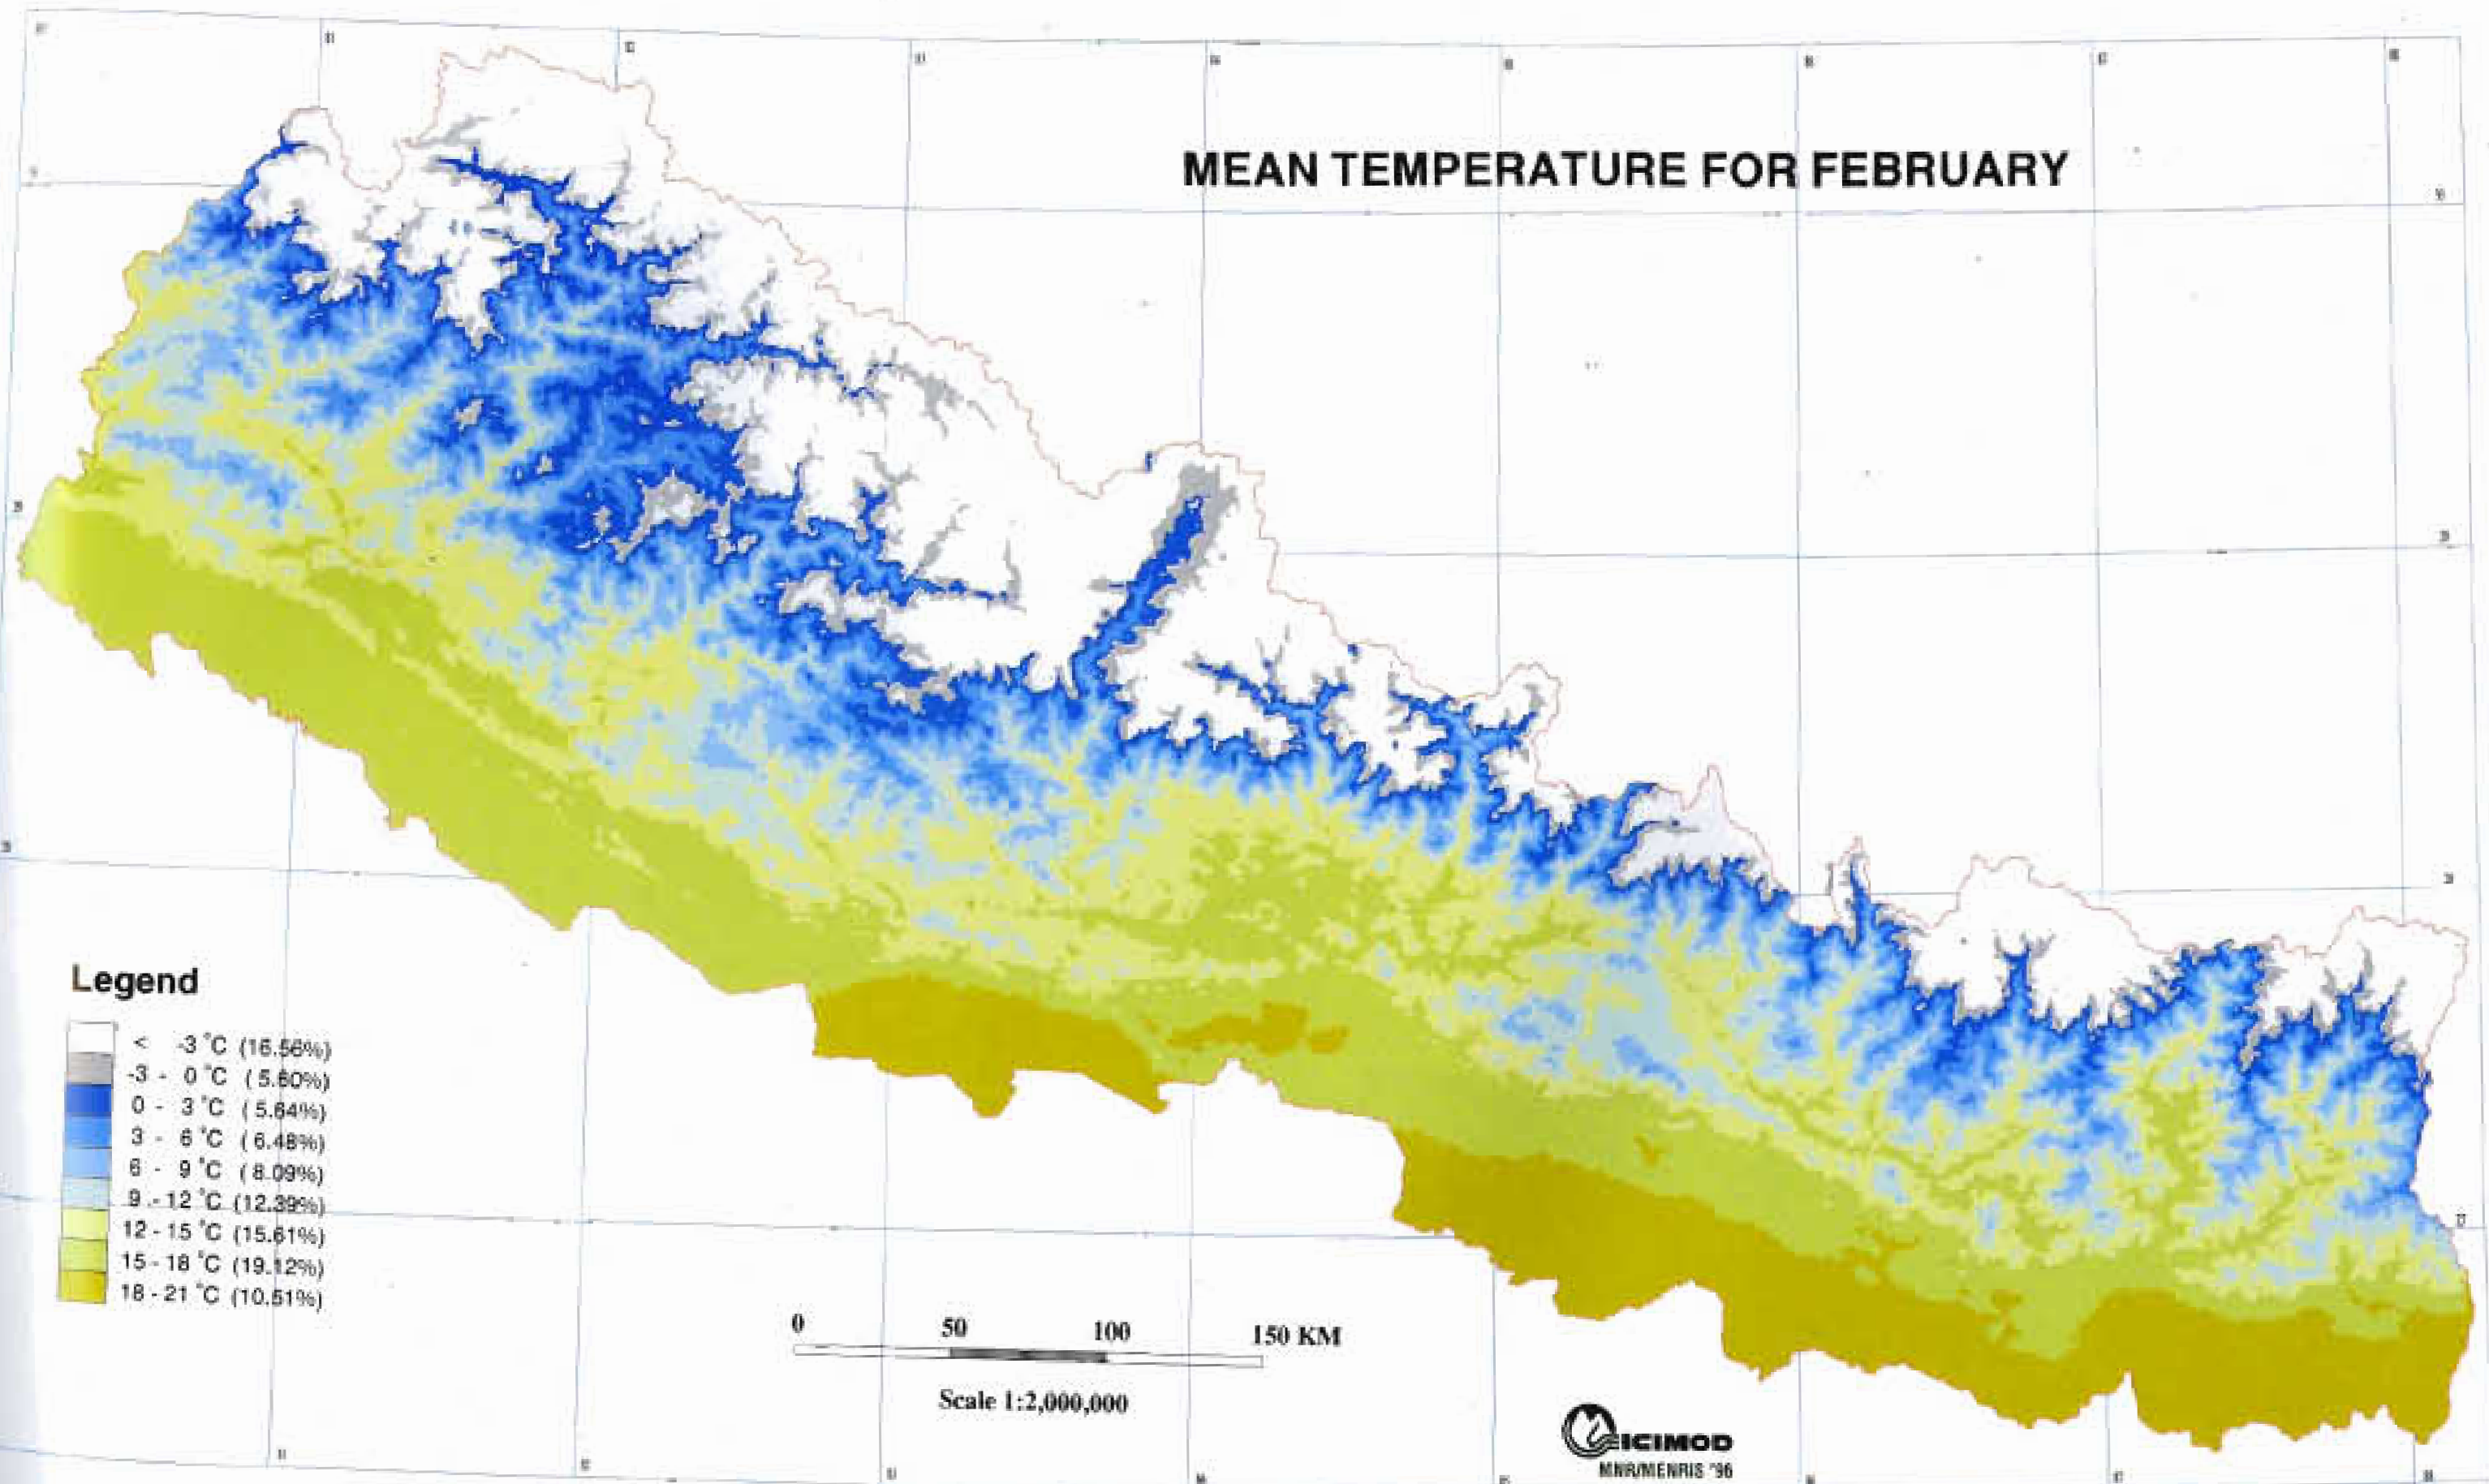 MEAN TEMPERATURE FOR FEBRUARY
Legend
< -3 °C (16.56%)
-3 - 0 °C (5.60%)
0 - 3 °C (5.64%)
3 - 6 °C (6.48%)
6 - 9 °C (8.09%)
9 - 12 °C (12.39%)
12 - 15 °C (15.61%)
15 - 18 °C (19.12%)
18 - 21 °C (10.51%)
0 50 100 150 KM
Scale 1:2,000,000
ICIMOD
MNR/MENRIS '96